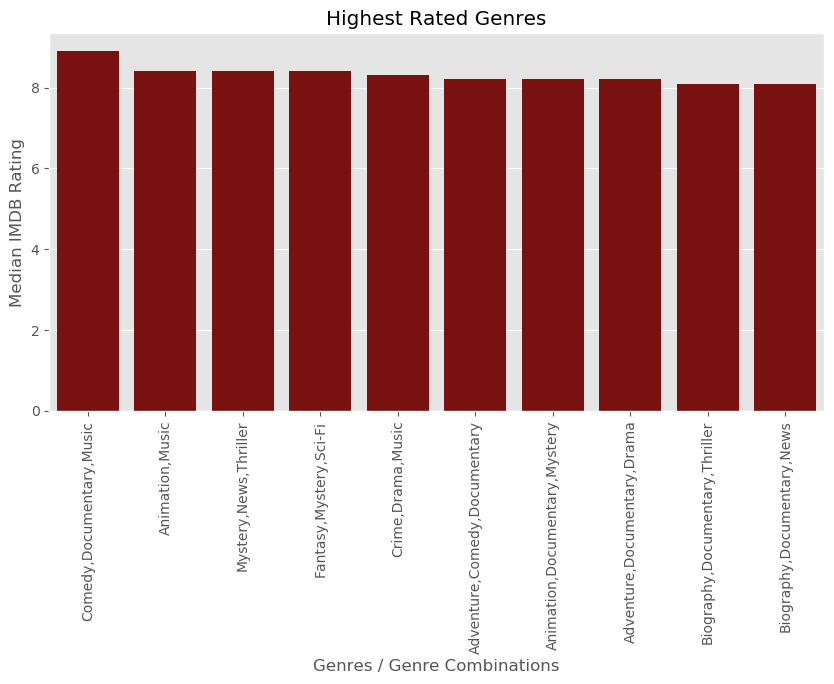 Highest Rated Genres
Median IMDB Rating
8
6
4
2
0
Comedy,Documentary,Music
Animation,Music
Mystery,News,Thriller
Fantasy,Mystery,Sci-Fi
Crime,Drama,Music
Adventure,Comedy,Documentary
Animation,Documentary,Mystery
Adventure,Documentary,Drama
Biography,Documentary,Thriller
Biography,Documentary,News
Genres / Genre Combinations